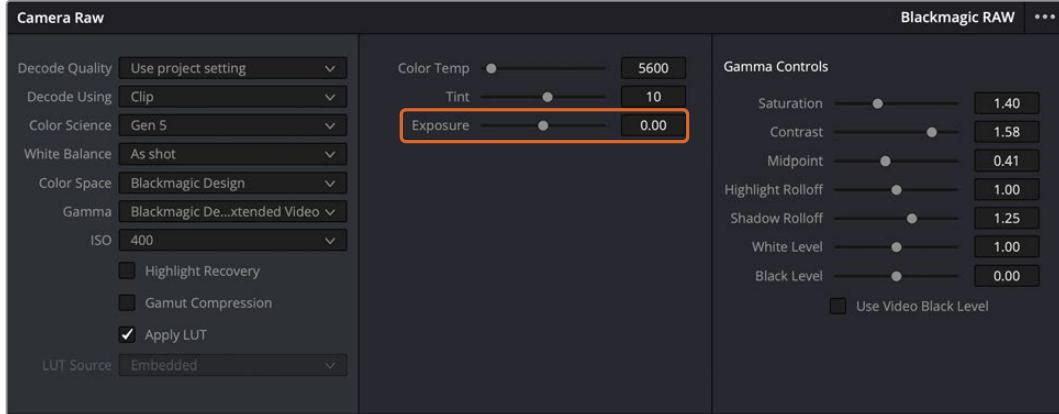 Camera Raw
Blackmagic RAW
Decode Quality Use project setting
Decode Using Clip
Color Science Gen 5
White Balance As shot
Color Space Blackmagic Design
Gamma Blackmagic De...xtended Video
ISO 400
Highlight Recovery
Gamut Compression
Apply LUT
LUT Source Embedded
Color Temp 5600
Tint 10
Exposure 0.00
Gamma Controls
Saturation 1.40
Contrast 1.58
Midpoint 0.41
Highlight Rolloff 1.00
Shadow Rolloff 1.25
White Level 1.00
Black Level 0.00
Use Video Black Level